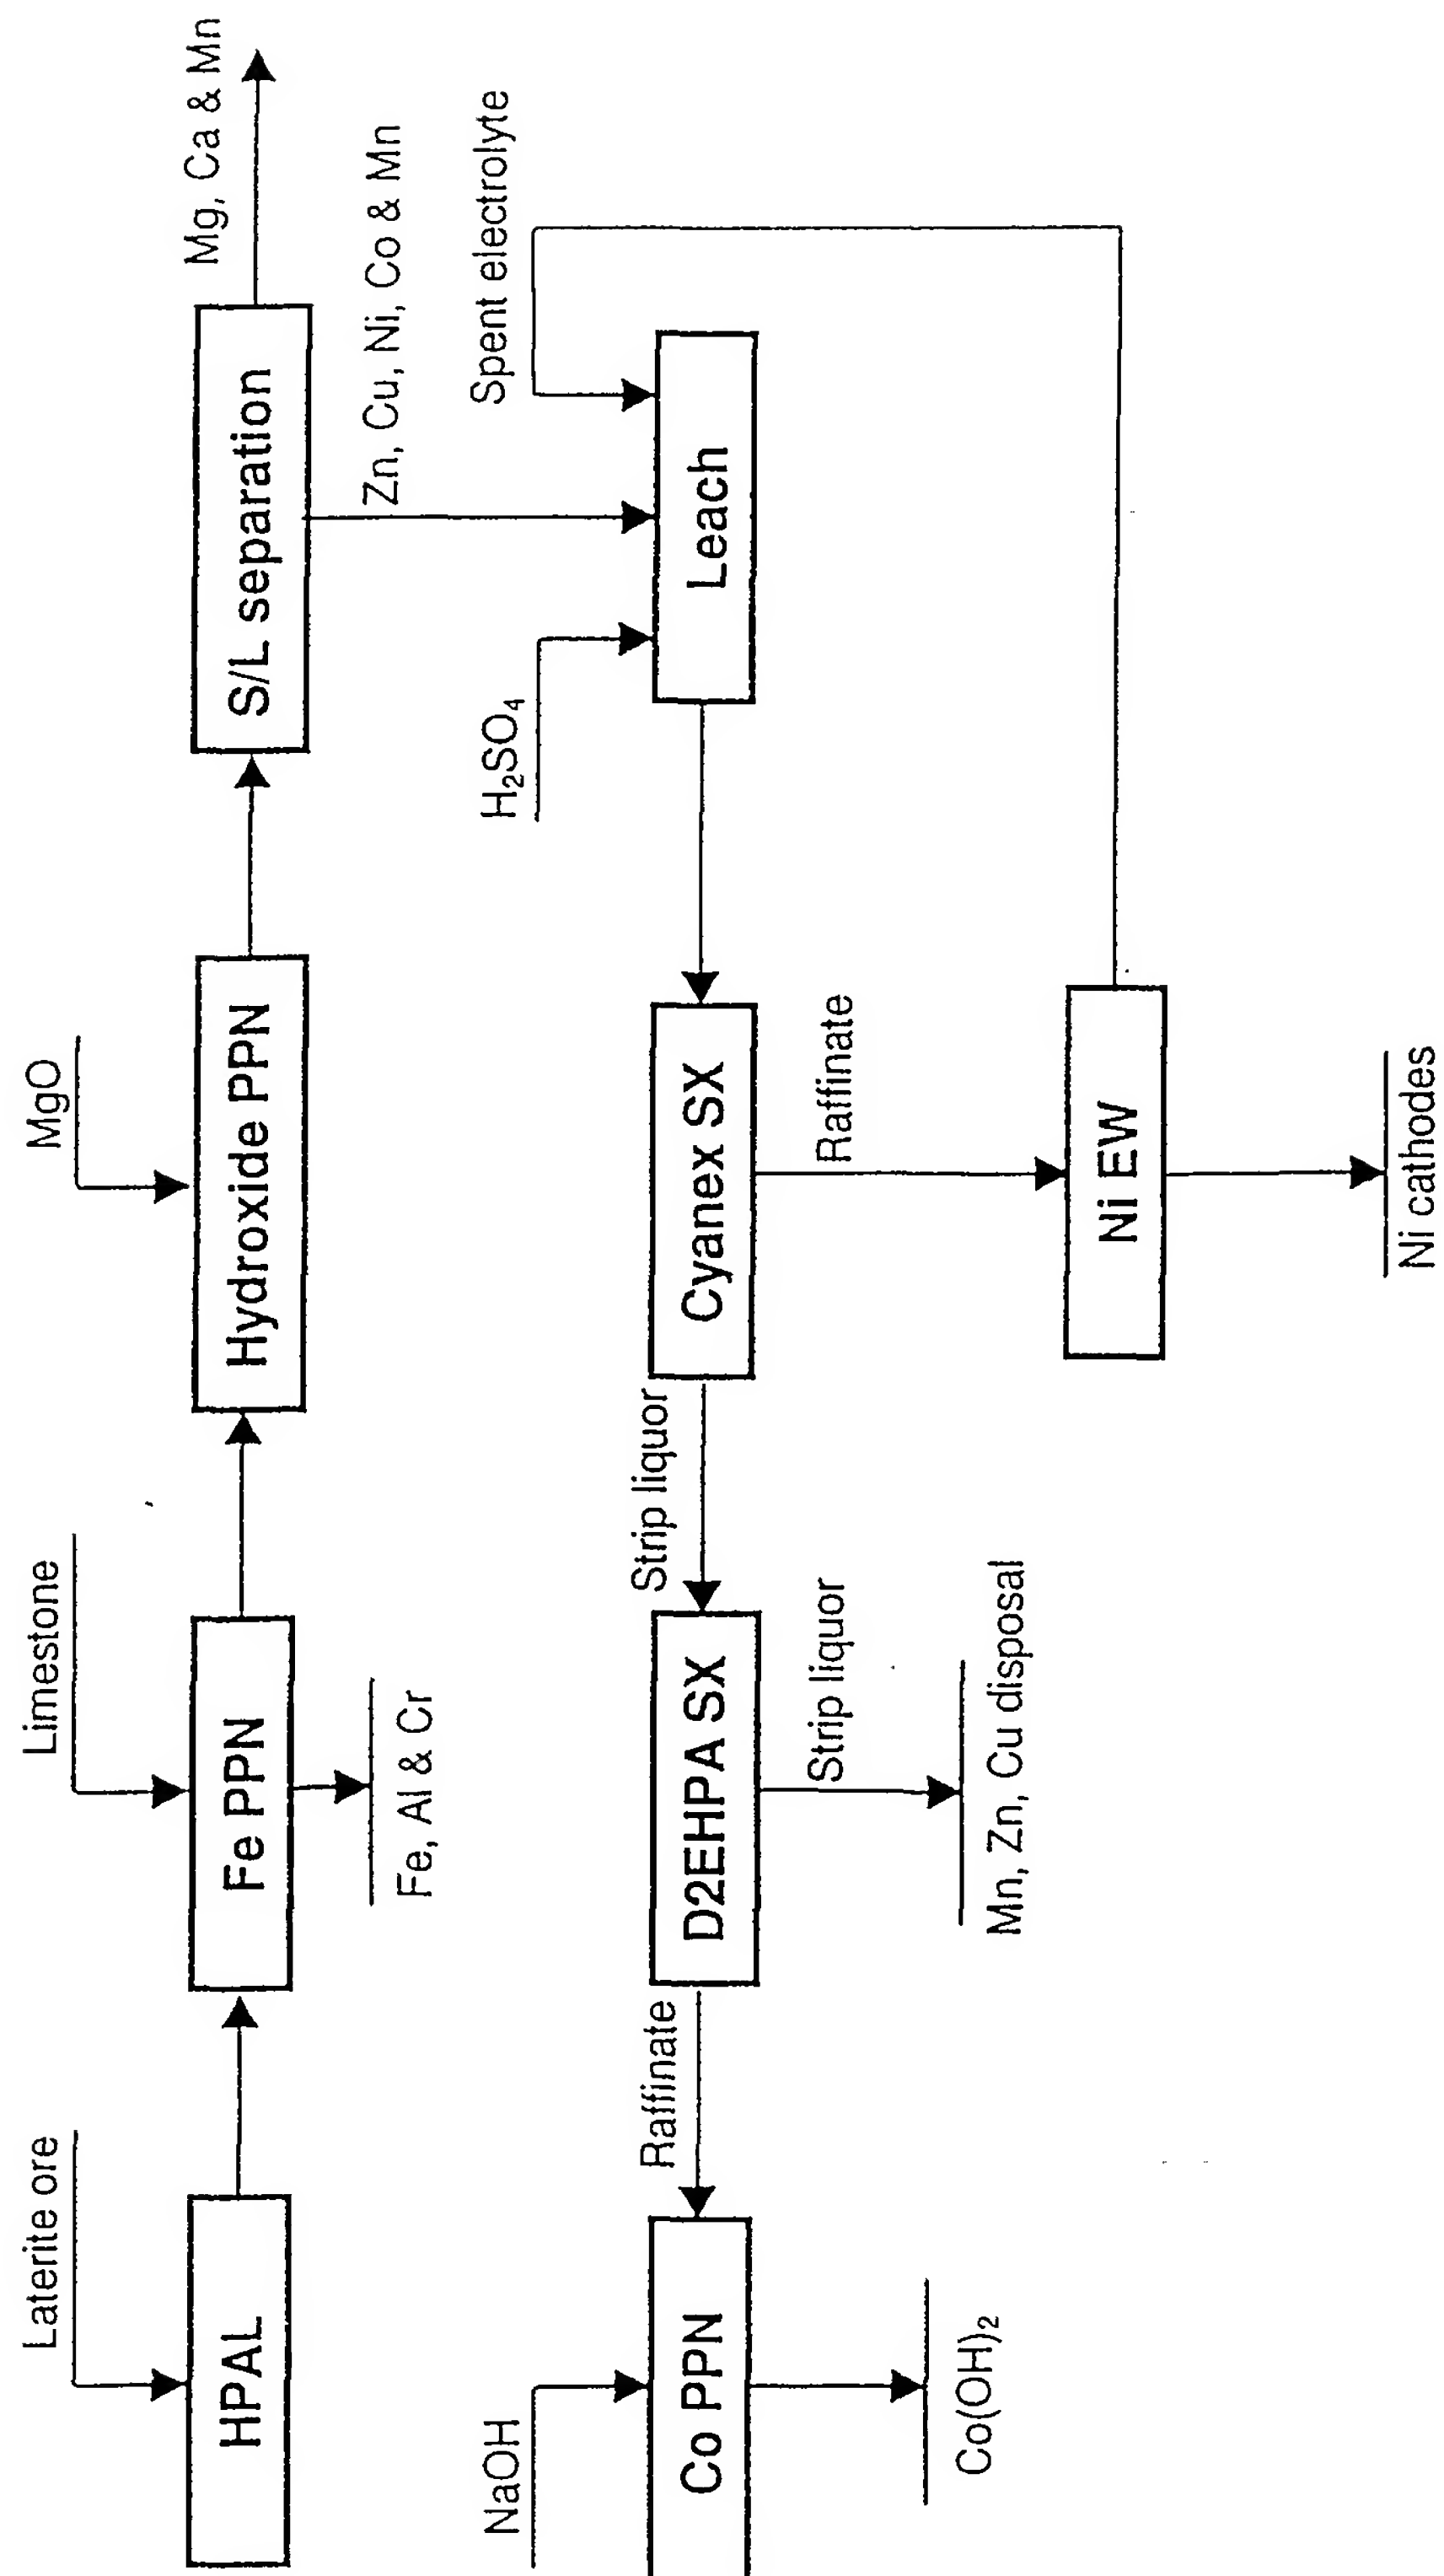 Laterite ore
Limestone
MgO
HPAL
Fe PPN
Hydroxide PPN
S/L separation
Mg, Ca & Mn
Fe, Al & Cr
Zn, Cu, Ni, Co & Mn
NaOH
H₂SO₄
Spent electrolyte
Raffinate
Strip liquor
Co PPN
D2EHPA SX
Cyanex SX
Leach
Strip liquor
Raffinate
Co(OH)₂
Mn, Zn, Cu disposal
Ni EW
Ni cathodes